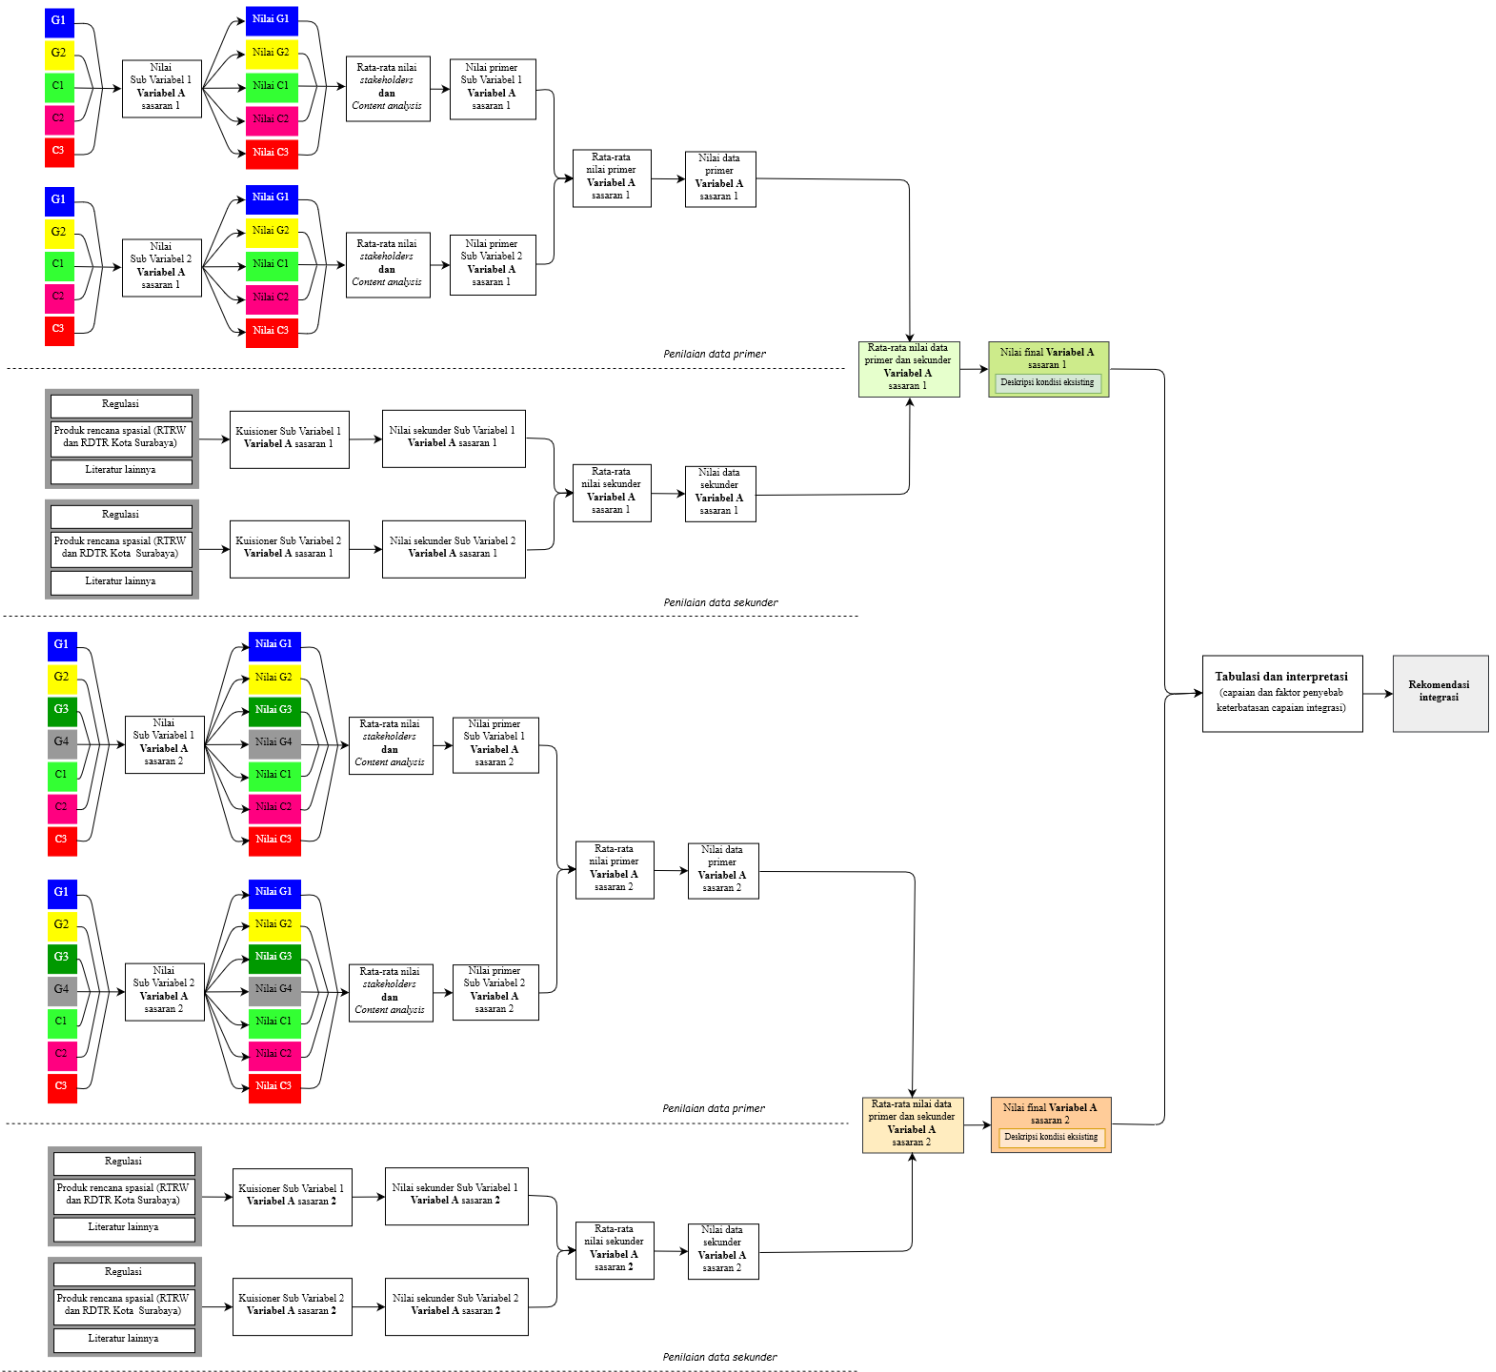 G1
G2
C1
C2
C3
Nilai
Sub Variabel 1
Variabel A
sasaran 1
Nilai G1
Nilai G2
Nilai C1
Nilai C2
Nilai C3
Rata-rata nilai
stakeholders
dan
Content analysis
Nilai primer
Sub Variabel 1
Variabel A
sasaran 1
G1
G2
C1
C2
C3
Nilai
Sub Variabel 2
Variabel A
sasaran 1
Nilai G1
Nilai G2
Nilai C1
Nilai C2
Nilai C3
Rata-rata nilai
stakeholders
dan
Content analysis
Nilai primer
Sub Variabel 2
Variabel A
sasaran 1
Rata-rata
nilai primer
Variabel A
sasaran 1
Nilai data
primer
Variabel A
sasaran 1
Penilaian data primer
Rata-rata nilai data
primer dan sekunder
Variabel A
sasaran 1
Nilai final Variabel A
sasaran 1
Deskripsi kondisi eksisting
Regulasi
Produk rencana spasial (RTRW
dan RDTR Kota Surabaya)
Literatur lainnya
Kuisioner Sub Variabel 1
Variabel A sasaran 1
Nilai sekunder Sub Variabel 1
Variabel A sasaran 1
Regulasi
Produk rencana spasial (RTRW
dan RDTR Kota Surabaya)
Literatur lainnya
Kuisioner Sub Variabel 2
Variabel A sasaran 1
Nilai sekunder Sub Variabel 2
Variabel A sasaran 1
Rata-rata
nilai sekunder
Variabel A
sasaran 1
Nilai data
sekunder
Variabel A
sasaran 1
Penilaian data sekunder
G1
G2
G3
G4
C1
C2
C3
Nilai
Sub Variabel 1
Variabel A
sasaran 2
Nilai G1
Nilai G2
Nilai G3
Nilai G4
Nilai C1
Nilai C2
Nilai C3
Rata-rata nilai
stakeholders
dan
Content analysis
Nilai primer
Sub Variabel 1
Variabel A
sasaran 2
Tabulasi dan interpretasi
(capaian dan faktor penyebab
keterbatasan capaian integrasi)
Rekomendasi
integrasi
G1
G2
G3
G4
C1
C2
C3
Nilai
Sub Variabel 2
Variabel A
sasaran 2
Nilai G1
Nilai G2
Nilai G3
Nilai G4
Nilai C1
Nilai C2
Nilai C3
Rata-rata nilai
stakeholders
dan
Content analysis
Nilai primer
Sub Variabel 2
Variabel A
sasaran 2
Rata-rata
nilai primer
Variabel A
sasaran 2
Nilai data
primer
Variabel A
sasaran 2
Penilaian data primer
Rata-rata nilai data
primer dan sekunder
Variabel A
sasaran 2
Nilai final Variabel A
sasaran 2
Deskripsi kondisi eksisting
Regulasi
Produk rencana spasial (RTRW
dan RDTR Kota Surabaya)
Literatur lainnya
Kuisioner Sub Variabel 1
Variabel A sasaran 2
Nilai sekunder Sub Variabel 1
Variabel A sasaran 2
Regulasi
Produk rencana spasial (RTRW
dan RDTR Kota Surabaya)
Literatur lainnya
Kuisioner Sub Variabel 2
Variabel A sasaran 2
Nilai sekunder Sub Variabel 2
Variabel A sasaran 2
Rata-rata
nilai sekunder
Variabel A
sasaran 2
Nilai data
sekunder
Variabel A
sasaran 2
Penilaian data sekunder